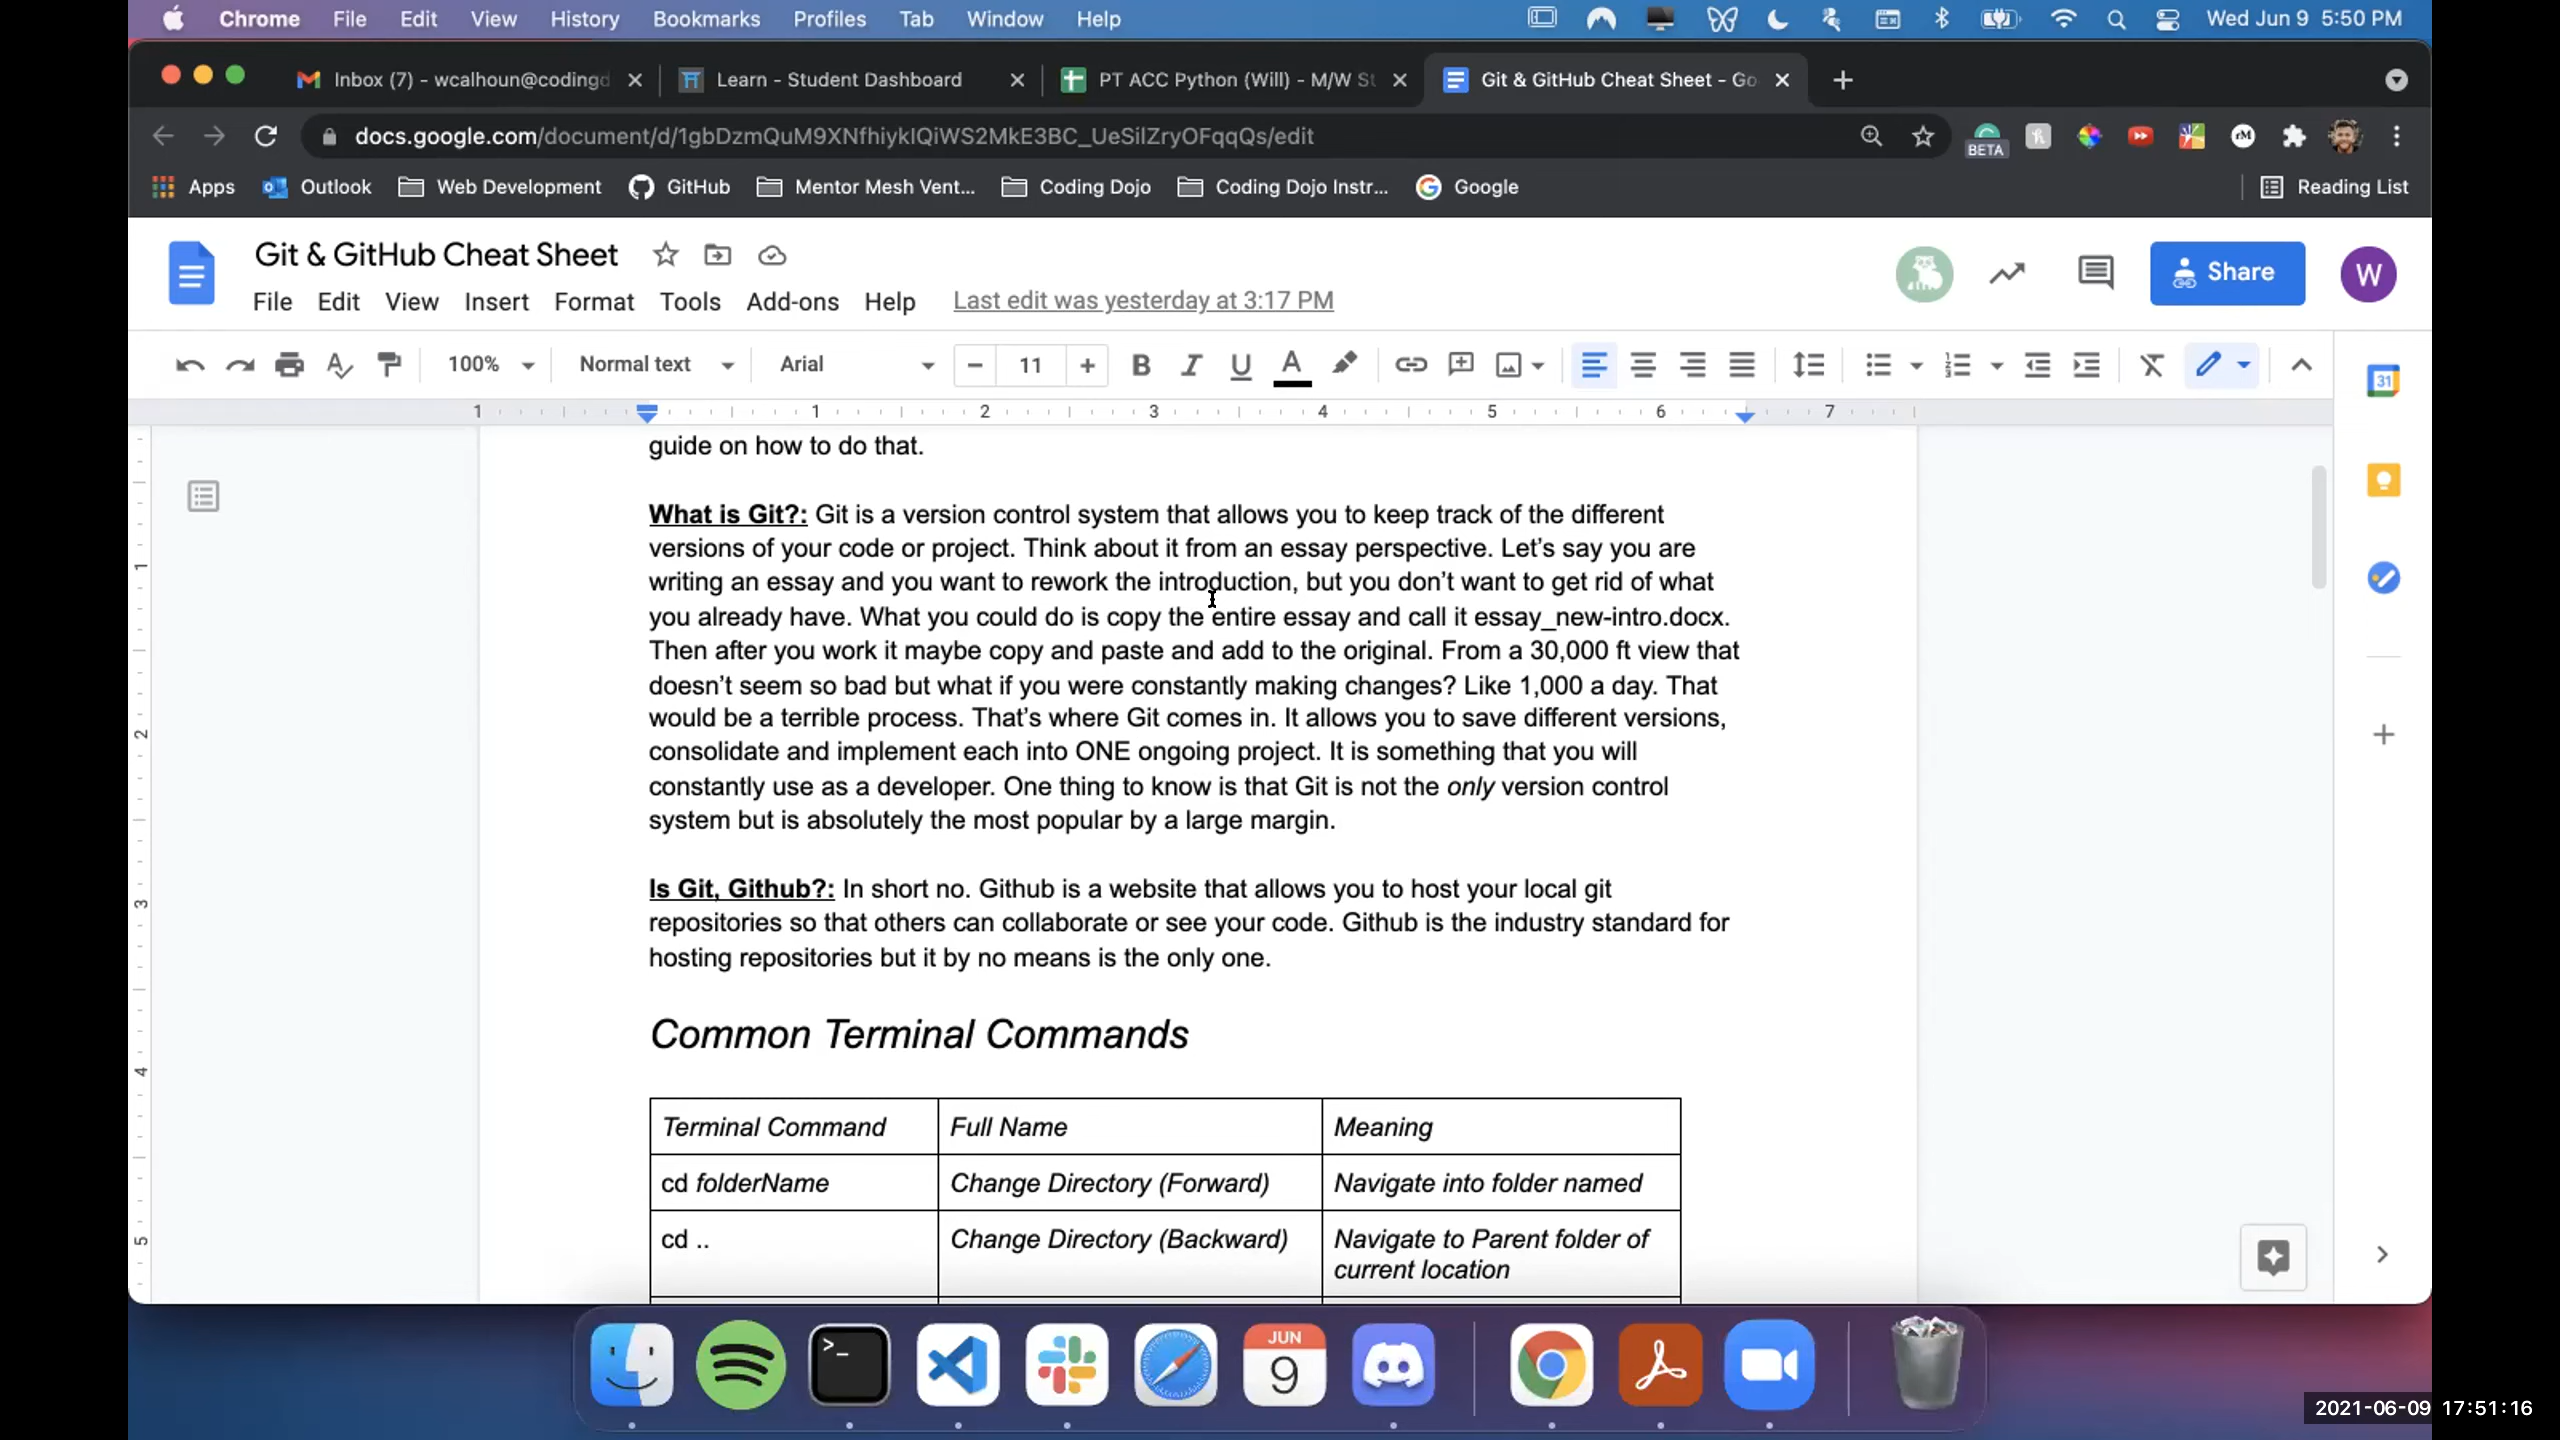 Chrome File Edit View History Bookmarks Profiles Tab Window Help Wed Jun 9 5:50 PM
Inbox (7) - wcalhoun@codingd Learn - Student Dashboard PT ACC Python (Will) - M/W St Git & GitHub Cheat Sheet - Go
docs.google.com/document/d/1gbDzmQuM9XNfhiykIQiWS2MkE3BC_UeSilZryOFqqQs/edit
BETA
rM
Apps Outlook Web Development GitHub Mentor Mesh Vent... Coding Dojo Coding Dojo Instr... Google Reading List
Git & GitHub Cheat Sheet
Share
W
File Edit View Insert Format Tools Add-ons Help Last edit was yesterday at 3:17 PM
100% Normal text Arial 11 B I U A
31
1 1 2 3 4 5 6 7
guide on how to do that.
What is Git?: Git is a version control system that allows you to keep track of the different
versions of your code or project. Think about it from an essay perspective. Let’s say you are
writing an essay and you want to rework the introduction, but you don’t want to get rid of what
you already have. What you could do is copy the entire essay and call it essay_new-intro.docx.
Then after you work it maybe copy and paste and add to the original. From a 30,000 ft view that
doesn’t seem so bad but what if you were constantly making changes? Like 1,000 a day. That
would be a terrible process. That’s where Git comes in. It allows you to save different versions,
consolidate and implement each into ONE ongoing project. It is something that you will
constantly use as a developer. One thing to know is that Git is not the only version control
system but is absolutely the most popular by a large margin.
Is Git, Github?: In short no. Github is a website that allows you to host your local git
repositories so that others can collaborate or see your code. Github is the industry standard for
hosting repositories but it by no means is the only one.
Common Terminal Commands
Terminal Command Full Name Meaning
cd folderName Change Directory (Forward) Navigate into folder named
cd .. Change Directory (Backward) Navigate to Parent folder of
current location
1
2
3
4
5
JUN
9
2021-06-09 17:51:16